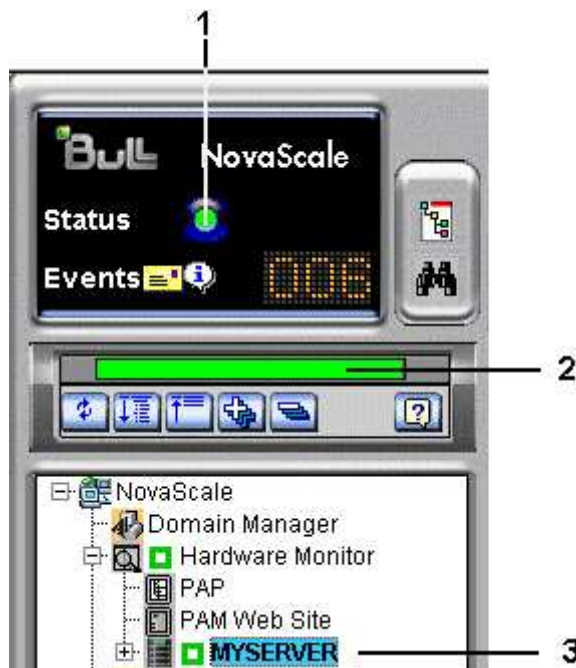 1
Bull NovaScale
Status
Events 006
2
NovaScale
Domain Manager
Hardware Monitor
PAP
PAM Web Site
MYSERVER 3